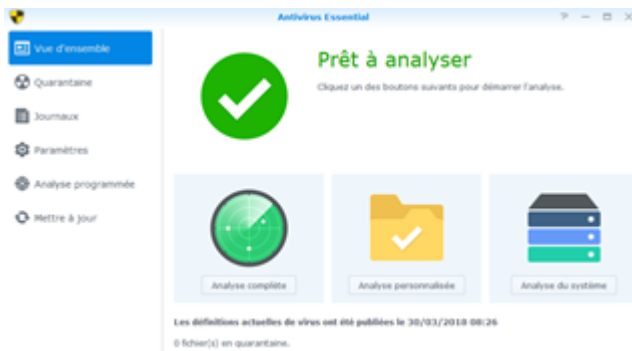 Antivirus Essential
Vue d'ensemble
Quarantaine
Journaux
Paramètres
Analyse programmée
Mettre à jour
Prêt à analyser
Cliquez un des boutons suivants pour démarrer l'analyse.
Analyse complète
Analyse personnalisée
Analyse du système
Les définitions actuelles de virus ont été publiées le 30/03/2018 08:26
0 fichier(s) en quarantaine.